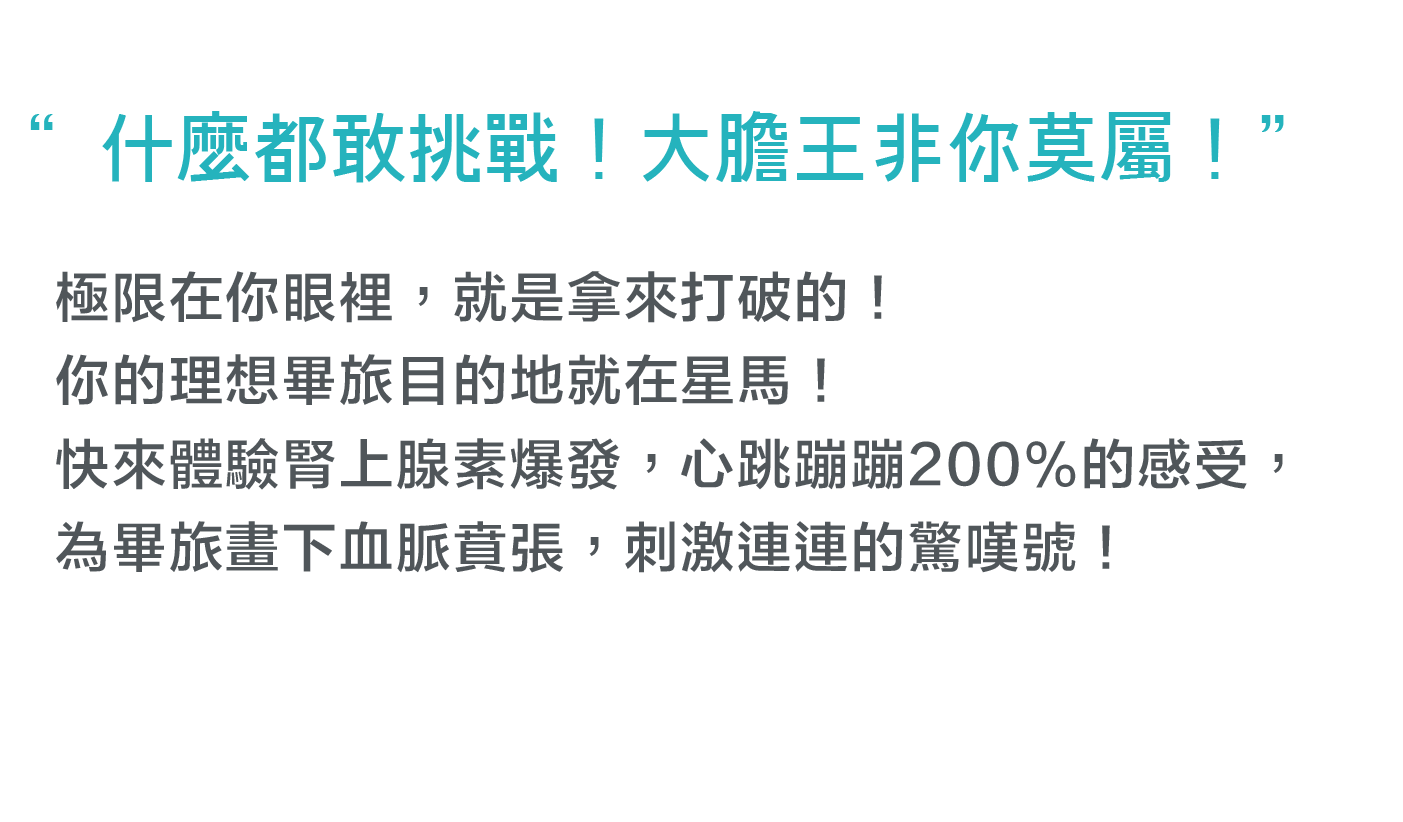 “ 什麼都敢挑戰！大膽王非你莫屬！”
極限在你眼裡，就是拿來打破的！
你的理想畢旅目的地就在星馬！
快來體驗腎上腺素爆發，心跳蹦蹦200%的感受，
為畢旅畫下血脈賁張，刺激連連的驚嘆號！